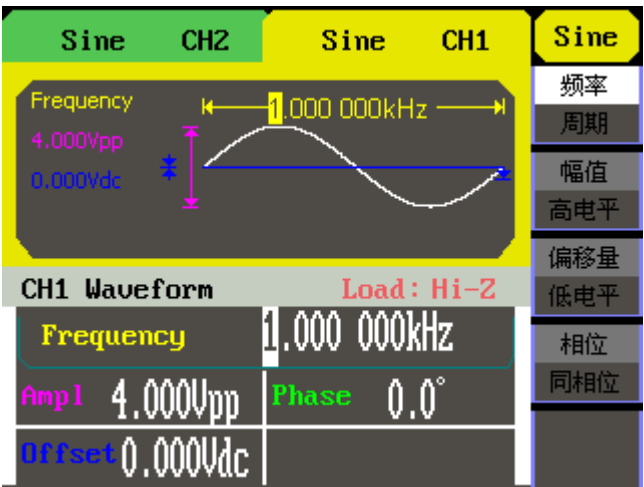 Sine CH2 Sine CH1 Sine
Frequency 1.000 000kHz
4.000Vpp
0.000Vdc
CH1 Waveform Load: Hi-Z
Frequency 1.000 000kHz
Ampl 4.000Vpp Phase 0.0°
Offset 0.000Vdc
频率
周期
幅值
高电平
偏移量
低电平
相位
同相位